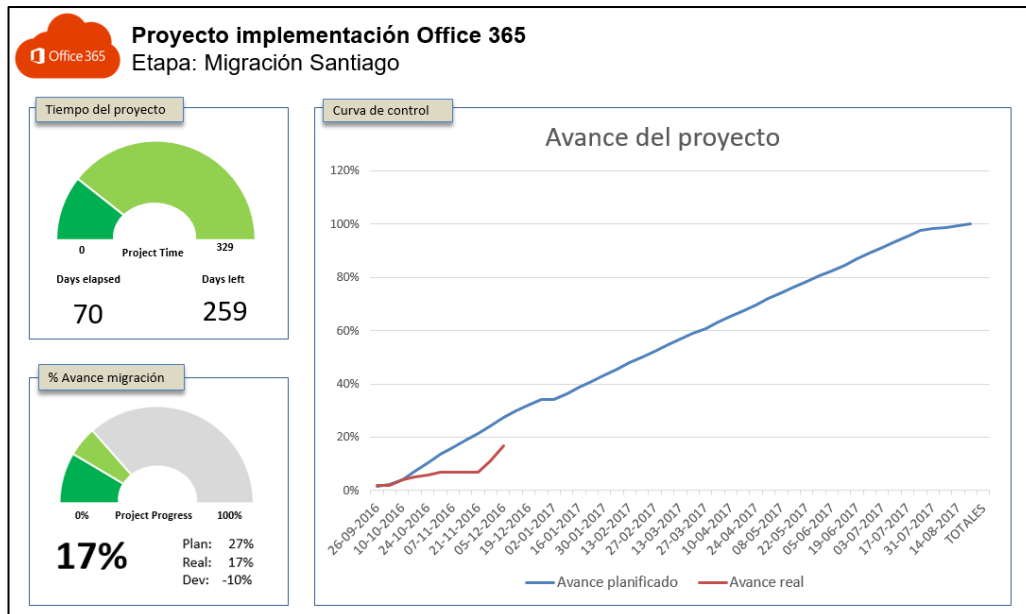 Office 365
Proyecto implementación Office 365
Etapa: Migración Santiago
Tiempo del proyecto
0
Project Time
329
Days elapsed
Days left
70
259
% Avance migración
0%
Project Progress
100%
17%
Plan: 27%
Real: 17%
Dev: -10%
Curva de control
Avance del proyecto
120%
100%
80%
60%
40%
20%
0%
26-09-2016
10-10-2016
24-10-2016
07-11-2016
21-11-2016
05-12-2016
19-12-2016
02-01-2017
16-01-2017
30-01-2017
13-02-2017
27-02-2017
13-03-2017
27-03-2017
10-04-2017
24-04-2017
08-05-2017
22-05-2017
05-06-2017
19-06-2017
03-07-2017
17-07-2017
31-07-2017
14-08-2017
TOTALES
Avance planificado
Avance real